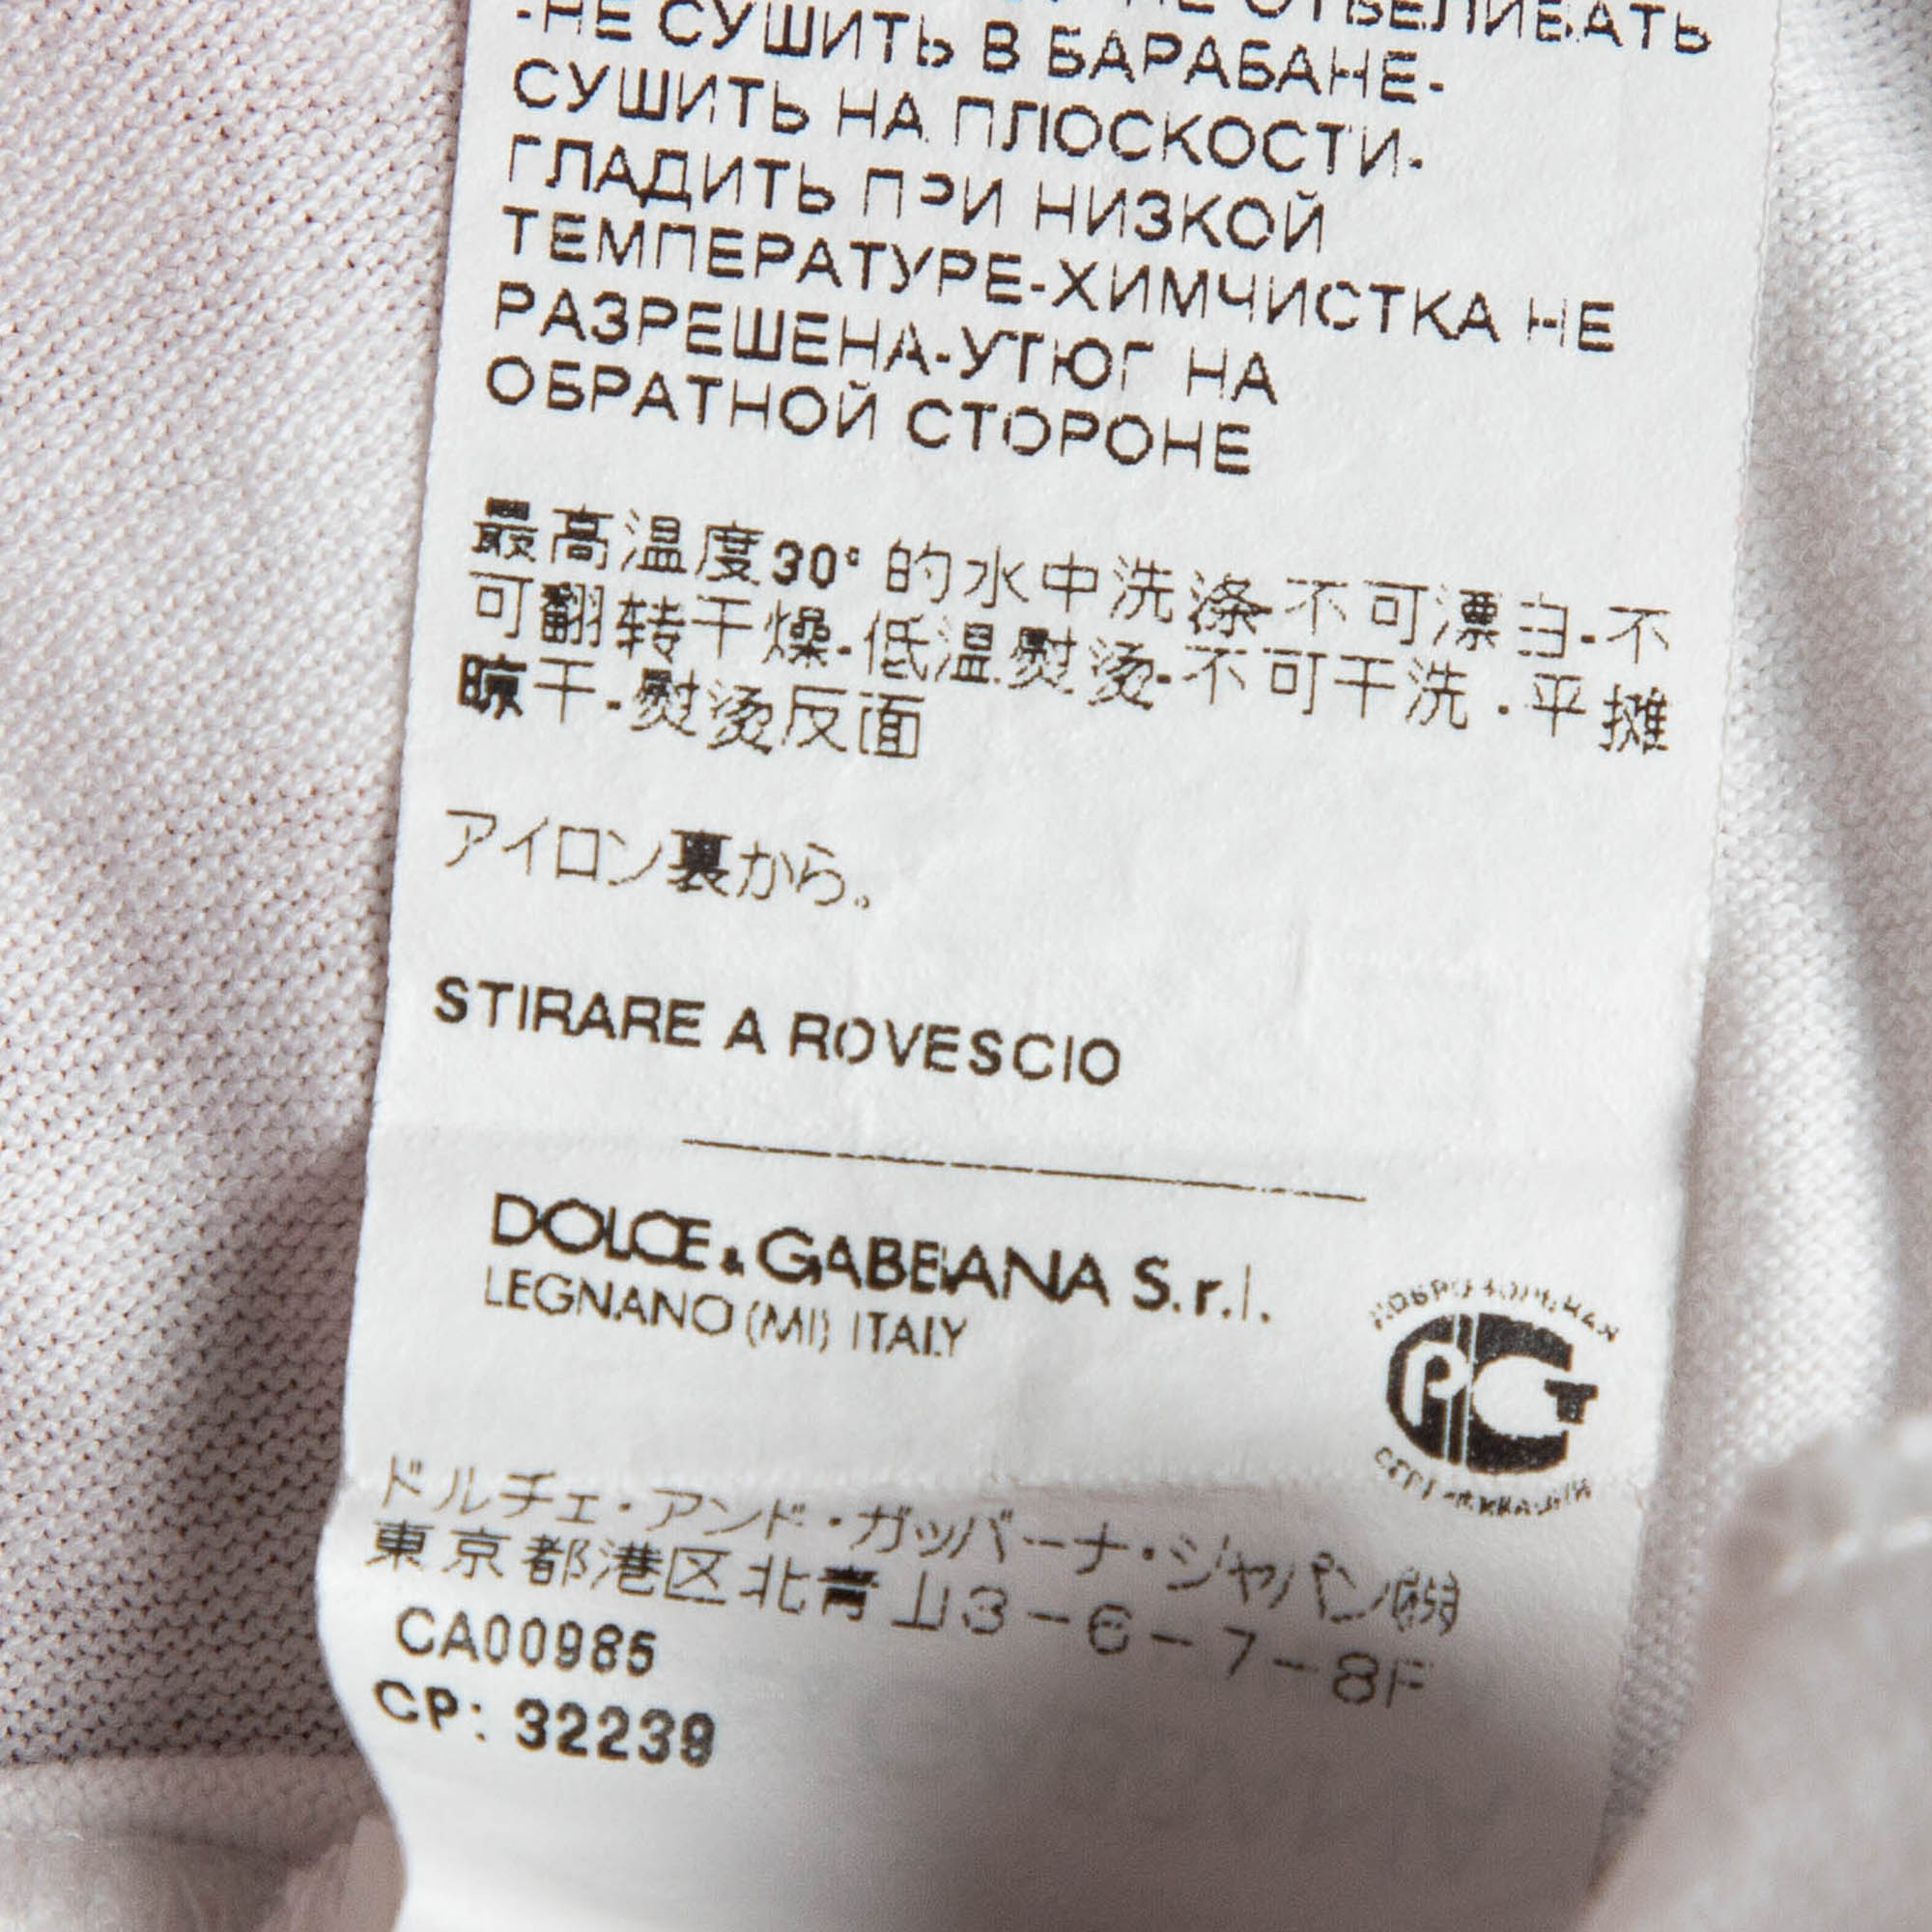 НЕ ОТБЕЛИВАТЬ
-НЕ СУШИТЬ В БАРАБАНЕ-
СУШИТЬ НА ПЛОСКОСТИ-
ГЛАДИТЬ ПРИ НИЗКОЙ
ТЕМПЕРАТУРЕ-ХИМЧИСТКА НЕ
РАЗРЕШЕНА-УТЮГ НА
ОБРАТНОЙ СТОРОНЕ
最高温度30° 的水中洗涤-不可漂白-不
可翻转干燥-低温熨烫-不可干洗-平摊
晾干-熨烫反面
アイロン裏から。
STIRARE A ROVESCIO
DOLCE & GABBANA S.r.l.
LEGNANO (MI) ITALY
ДОБРОВОЛЬНАЯ
РСТ
СЕРТИФИКАЦИЯ
ドルチェ・アンド・ガッバーナ・ジャパン㈱
東京都港区北青山3-6-7-8F
CA00985
CP: 32239